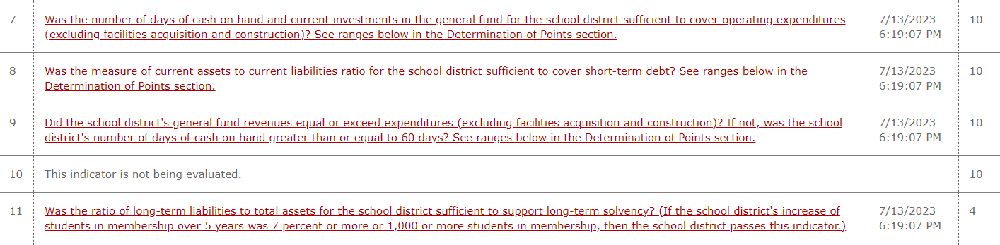 7 Was the number of days of cash on hand and current investments in the general fund for the school district sufficient to cover operating expenditures 7/13/2023 10
(excluding facilities acquisition and construction)? See ranges below in the Determination of Points section. 6:19:07 PM
8 Was the measure of current assets to current liabilities ratio for the school district sufficient to cover short-term debt? See ranges below in the 7/13/2023 10
Determination of Points section. 6:19:07 PM
9 Did the school district's general fund revenues equal or exceed expenditures (excluding facilities acquisition and construction)? If not, was the school 7/13/2023 10
district's number of days of cash on hand greater than or equal to 60 days? See ranges below in the Determination of Points section. 6:19:07 PM
10 This indicator is not being evaluated. 10
11 Was the ratio of long-term liabilities to total assets for the school district sufficient to support long-term solvency? (If the school district's increase of 7/13/2023 4
students in membership over 5 years was 7 percent or more or 1,000 or more students in membership, then the school district passes this indicator.) 6:19:07 PM